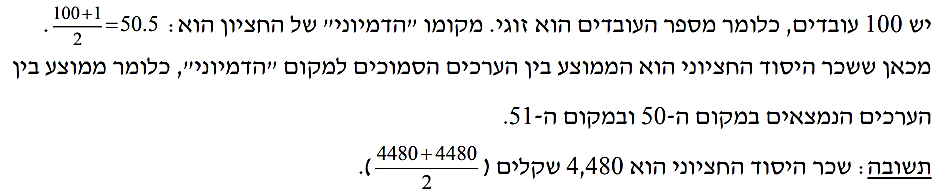 יש 100 עובדים, כלומר מספר העובדים הוא זוגי. מקומו ״הדמיוני״ של החציון הוא: \frac{100+1}{2}=50.5.
מכאן ששכר היסוד החציוני הוא הממוצע בין הערכים הסמוכים למקום ״הדמיוני״, כלומר ממוצע בין
הערכים הנמצאים במקום ה-50 ובמקום ה-51.
תשובה: שכר היסוד החציוני הוא 4,480 שקלים (\frac{4480+4480}{2}).